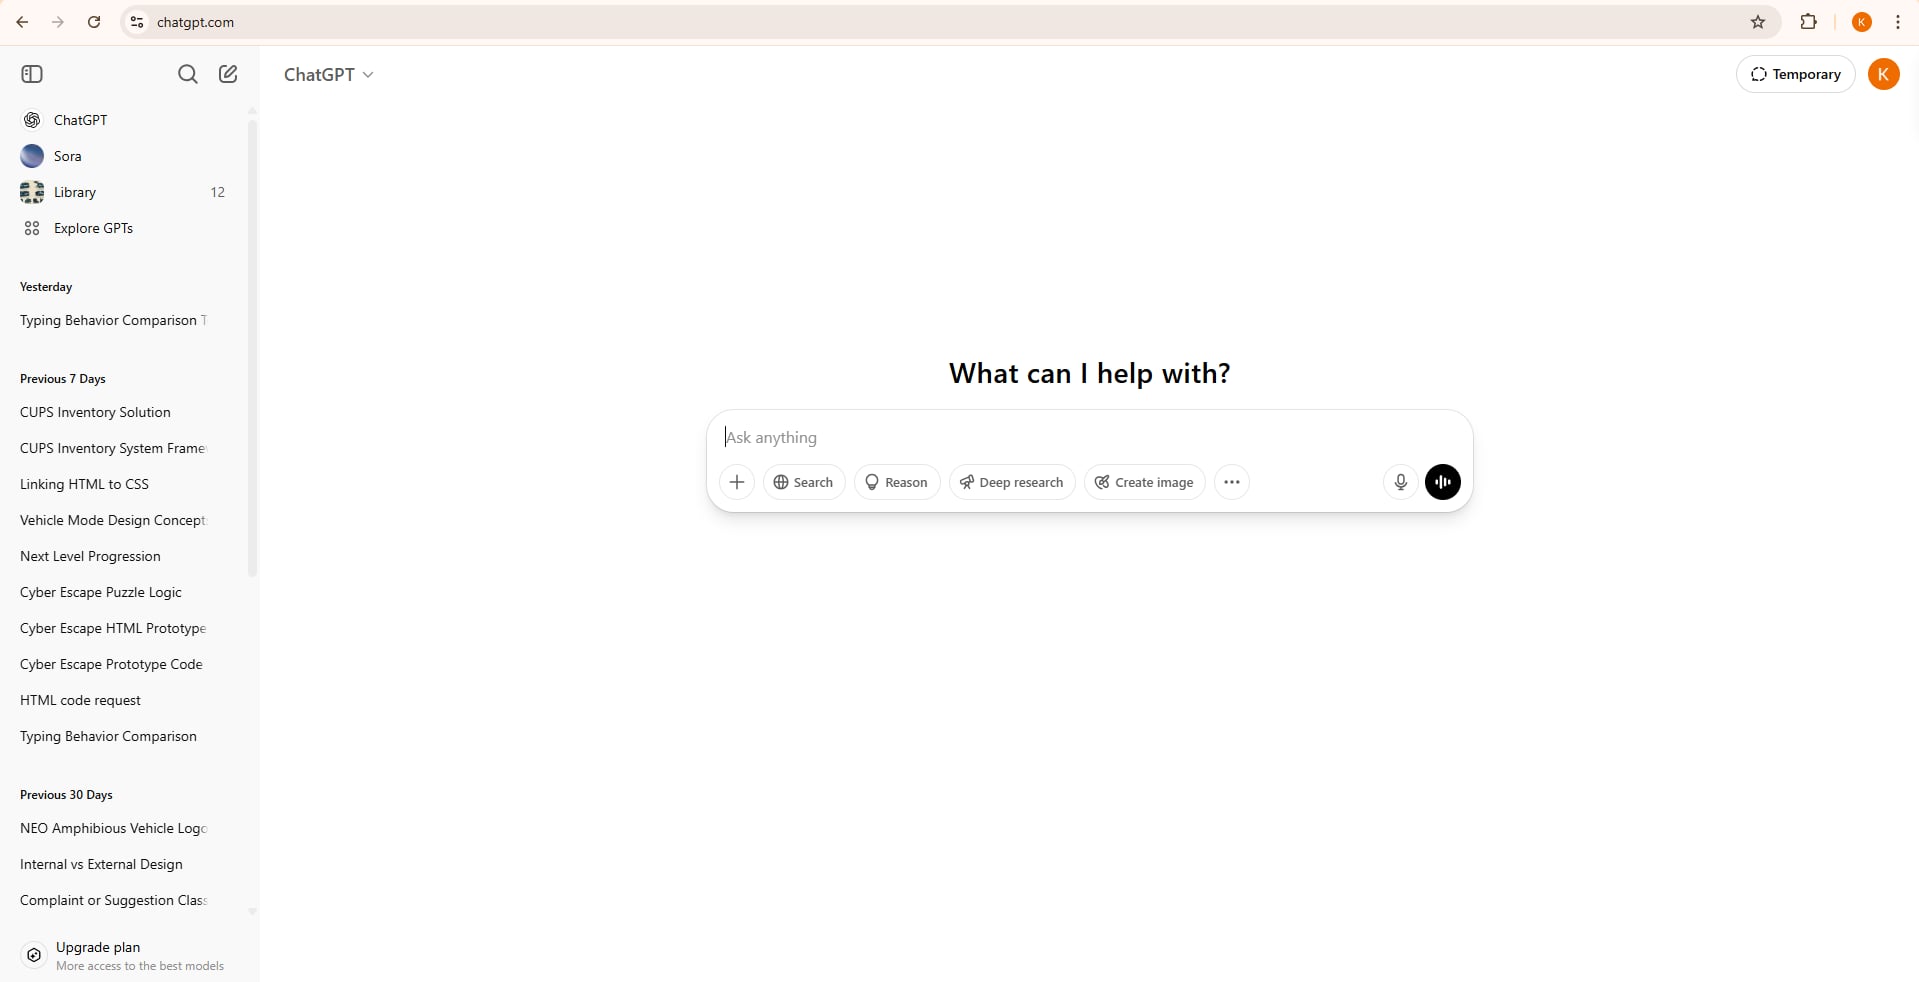 chatgpt.com
K
ChatGPT
Temporary
K
ChatGPT
Sora
Library 12
Explore GPTs
Yesterday
Typing Behavior Comparison T
Previous 7 Days
CUPS Inventory Solution
CUPS Inventory System Frame
Linking HTML to CSS
Vehicle Mode Design Concept
Next Level Progression
Cyber Escape Puzzle Logic
Cyber Escape HTML Prototype
Cyber Escape Prototype Code
HTML code request
Typing Behavior Comparison
Previous 30 Days
NEO Amphibious Vehicle Logo
Internal vs External Design
Complaint or Suggestion Class
Upgrade plan
More access to the best models
What can I help with?
Ask anything
Search Reason Deep research Create image